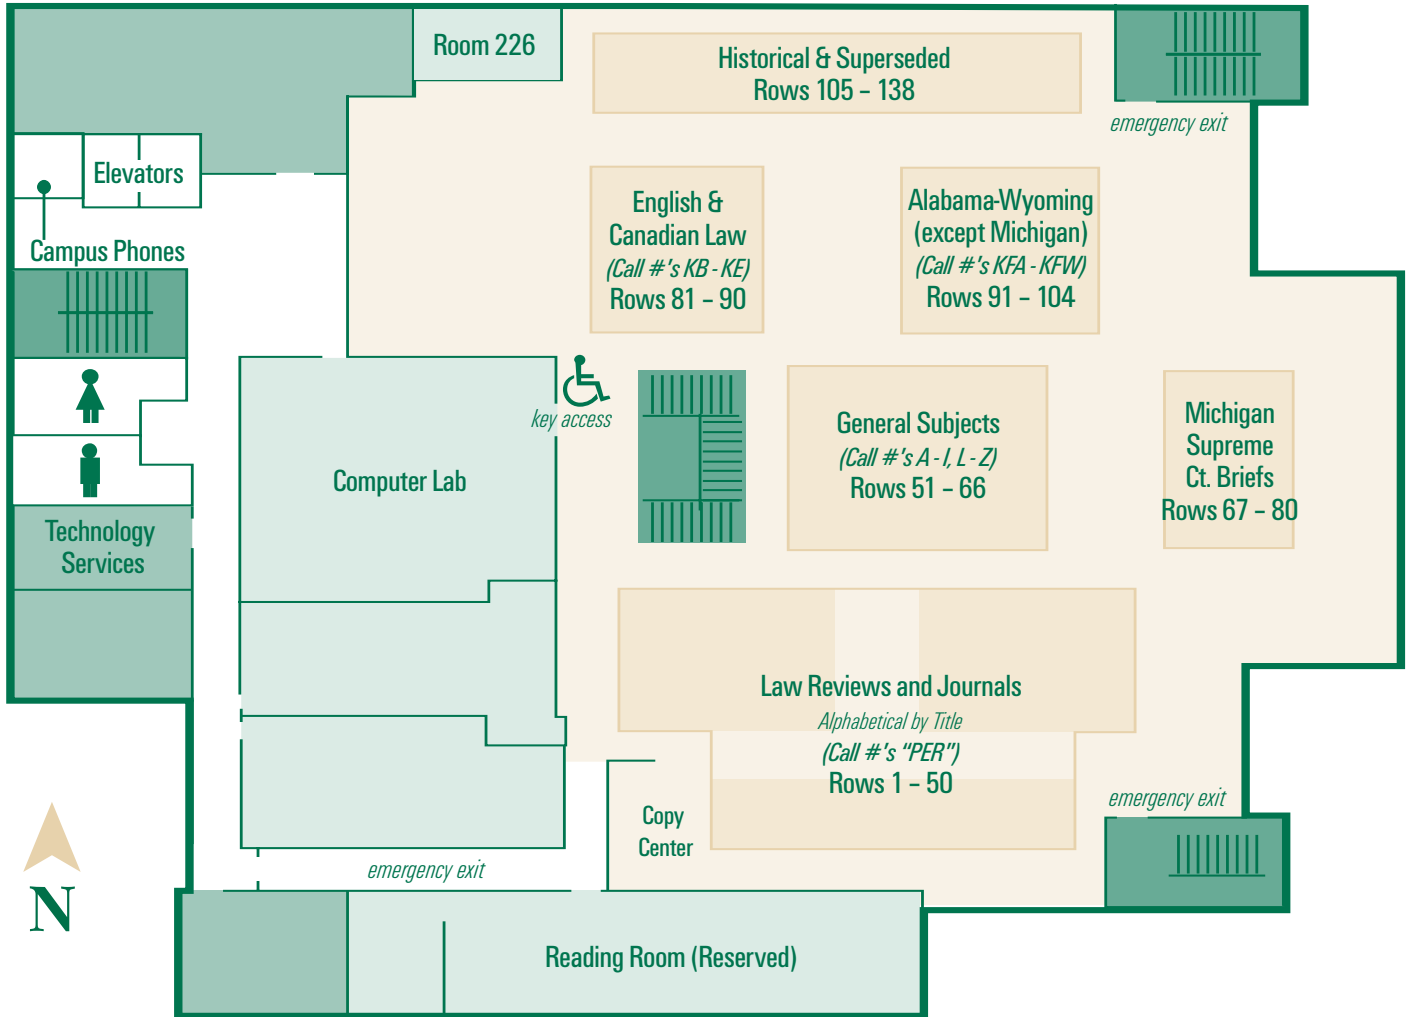 Room 226
Historical & Superseded
Rows 105 – 138
emergency exit
Elevators
English &
Canadian Law
(Call #'s KB - KE)
Rows 81 – 90
Alabama-Wyoming
(except Michigan)
(Call #'s KFA - KFW)
Rows 91 – 104
Campus Phones
key access
General Subjects
(Call #'s A - I, L - Z)
Rows 51 – 66
Michigan
Supreme
Ct. Briefs
Rows 67 – 80
Computer Lab
Technology
Services
Law Reviews and Journals
Alphabetical by Title
(Call #'s “PER”)
Rows 1 – 50
emergency exit
Copy
Center
emergency exit
N
Reading Room (Reserved)